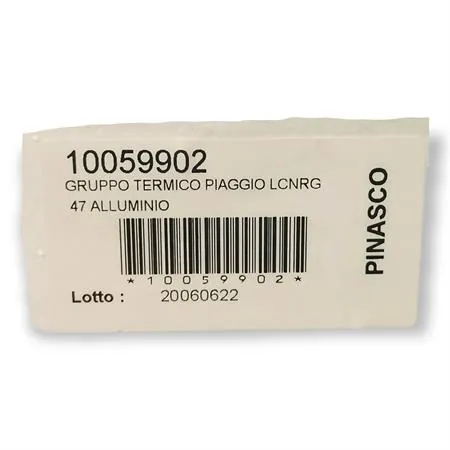 10059902
GRUPPO TERMICO PIAGGIO LCNRG
47 ALLUMINIO
*10059902*
Lotto : 20060622
PINASCO